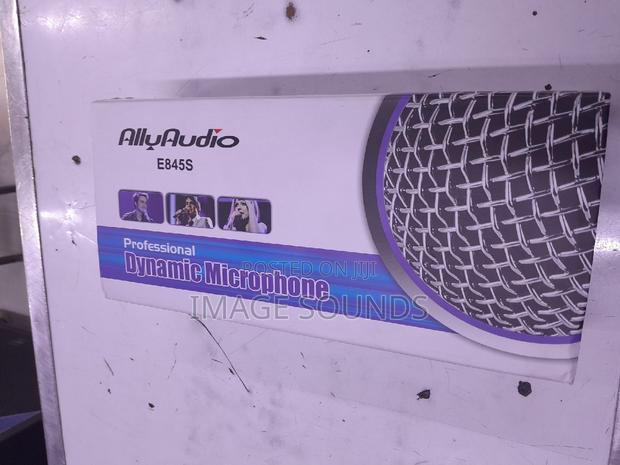 AllyAudio
E845S
Professional
Dynamic Microphone
POSTED ON JIJI
IMAGE SOUNDS